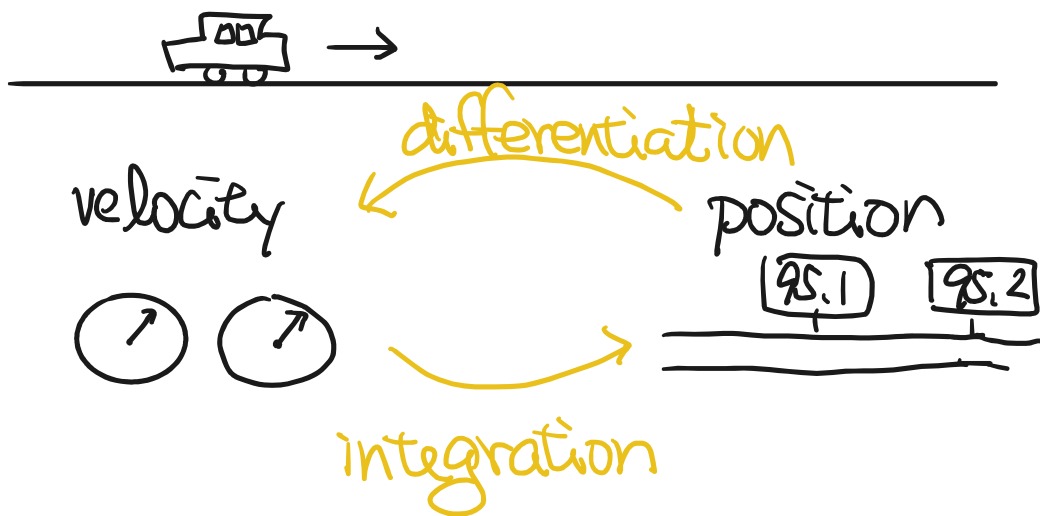 differentiation
velocity
position
95.1
95.2
integration